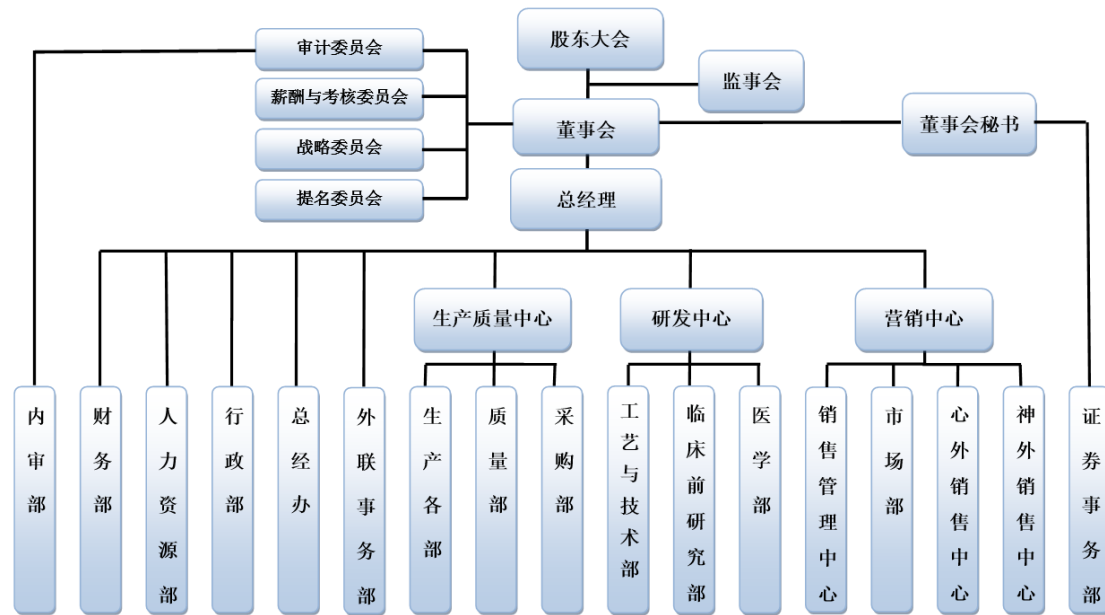 股东大会
审计委员会
监事会
薪酬与考核委员会
董事会
董事会秘书
战略委员会
提名委员会
总经理
生产质量中心
研发中心
营销中心
内审部
财务部
人力资源部
行政部
总经办
外联事务部
生产各部
质量部
采购部
工艺与技术部
临床前研究部
医学部
销售管理中心
市场部
心外销售中心
神外销售中心
证券事务部